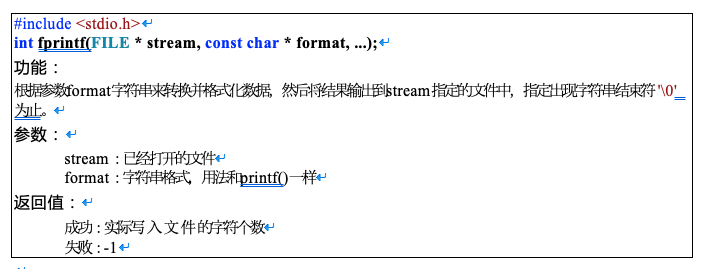 #include <stdio.h>
int fprintf(FILE * stream, const char * format, ...);
功能：
根据参数format字符串来转换并格式化数据，然后将结果输出到stream指定的文件中，指定出现字符串结束符 '\0'
为止。
参数：
stream：已经打开的文件
format：字符串格式，用法和printf()一样
返回值：
成功：实际写入文件的字符个数
失败：-1